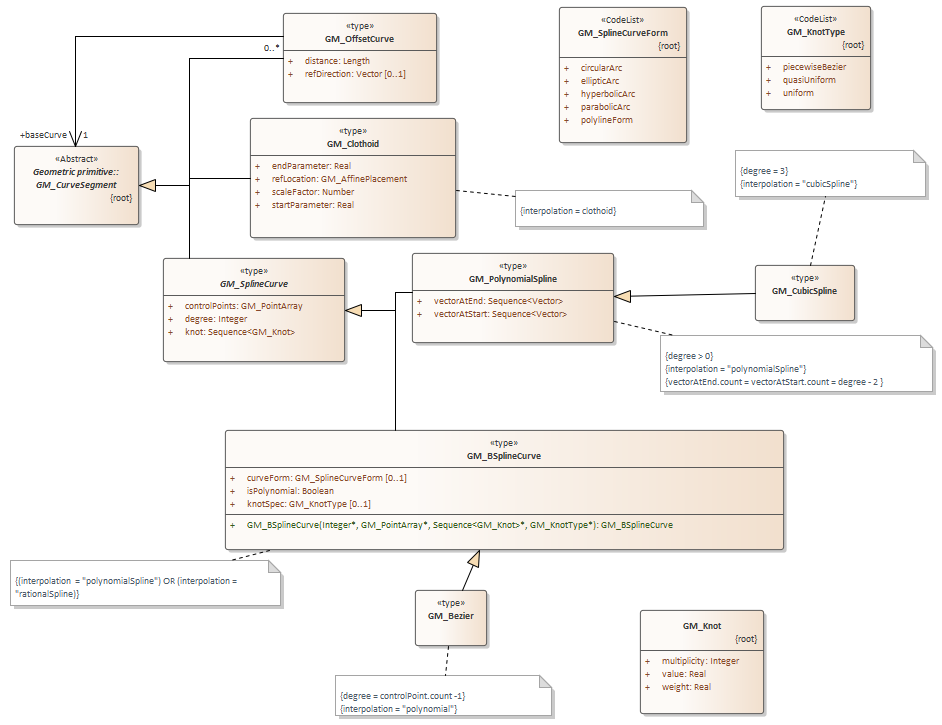 «type»
GM_OffsetCurve
+ distance: Length
+ refDirection: Vector [0..1]
0..*
+baseCurve
1
«CodeList»
GM_SplineCurveForm
{root}
+ circularArc
+ ellipticArc
+ hyperbolicArc
+ parabolicArc
+ polylineForm
«CodeList»
GM_KnotType
{root}
+ piecewiseBezier
+ quasiUniform
+ uniform
«Abstract»
Geometric primitive::
GM_CurveSegment
{root}
«type»
GM_Clothoid
+ endParameter: Real
+ refLocation: GM_AffinePlacement
+ scaleFactor: Number
+ startParameter: Real
{interpolation = clothoid}
{degree = 3}
{interpolation = "cubicSpline"}
«type»
GM_SplineCurve
+ controlPoints: GM_PointArray
+ degree: Integer
+ knot: Sequence<GM_Knot>
«type»
GM_PolynomialSpline
+ vectorAtEnd: Sequence<Vector>
+ vectorAtStart: Sequence<Vector>
«type»
GM_CubicSpline
{degree > 0}
{interpolation = "polynomialSpline"}
{vectorAtEnd.count = vectorAtStart.count = degree - 2 }
«type»
GM_BSplineCurve
+ curveForm: GM_SplineCurveForm [0..1]
+ isPolynomial: Boolean
+ knotSpec: GM_KnotType [0..1]
+ GM_BSplineCurve(Integer*, GM_PointArray*, Sequence<GM_Knot>*, GM_KnotType*): GM_BSplineCurve
{(interpolation = "polynomialSpline") OR (interpolation =
"rationalSpline)}
«type»
GM_Bezier
{degree = controlPoint.count -1}
{interpolation = "polynomial"}
GM_Knot
{root}
+ multiplicity: Integer
+ value: Real
+ weight: Real